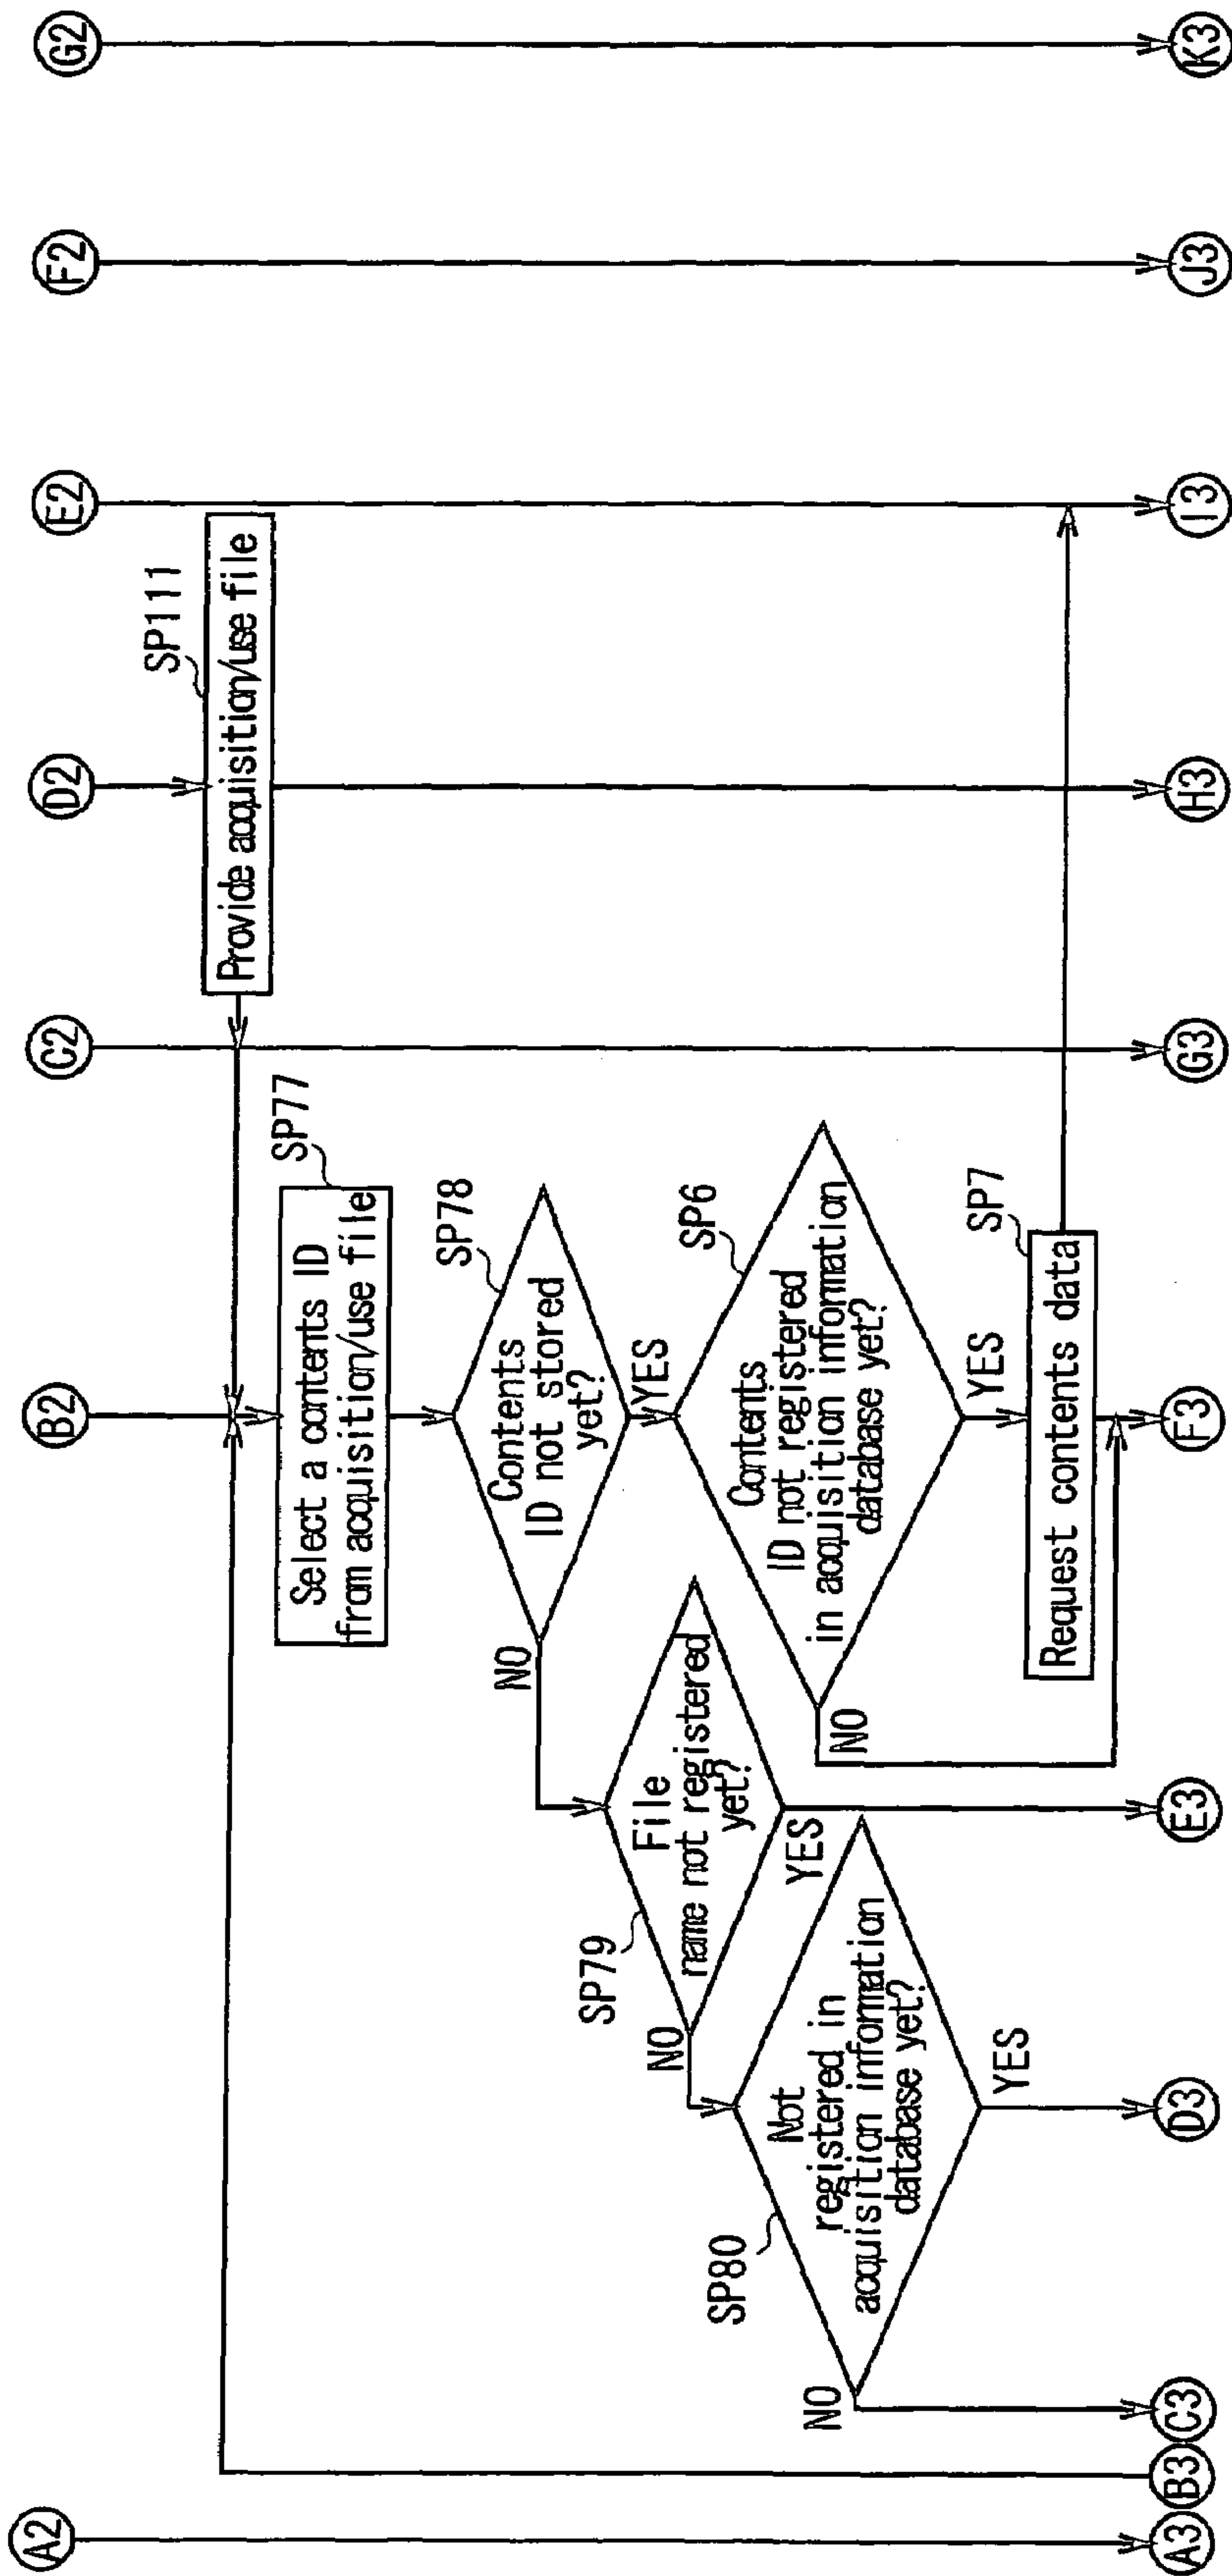 A2
B2
C2
D2
E2
F2
G2
SP111
Provide acquisition/use file
SP77
Select a contents ID
from acquisition/use file
SP78
Contents
ID not stored
yet?
NO
YES
SP79
File
name not registered
yet?
NO
YES
SP6
Contents
ID not registered
in acquisition information
database yet?
NO
YES
SP80
Not
registered in
acquisition information
database yet?
NO
YES
SP7
Request contents data
A3
B3
C3
D3
E3
F3
G3
H3
I3
J3
K3